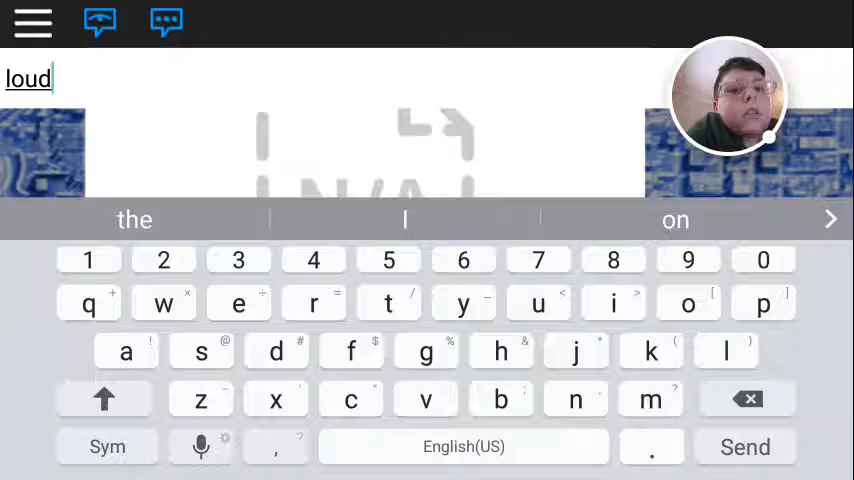 loud
N/A
the I on
1 2 3 4 5 6 7 8 9 0
q + w × e ÷ r = t / y _ u < i > o [ p ]
a ! s @ d # f $ g % h & j * k ( l )
z - x ' c " v : b ; n , m ?
Sym , ? English(US) . Send